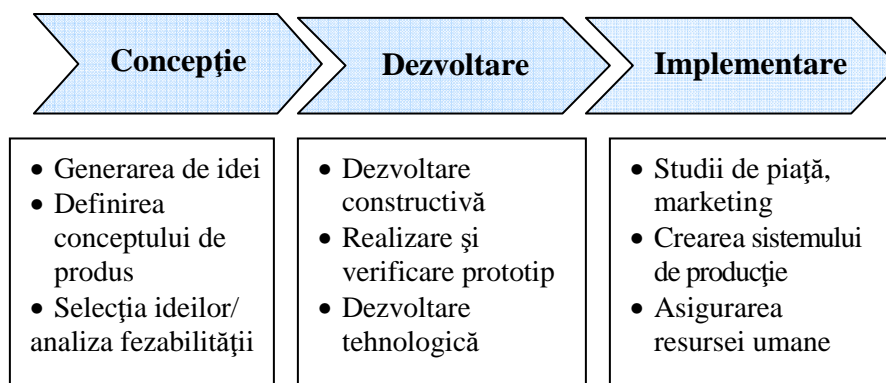 Concepţie
Dezvoltare
Implementare
• Generarea de idei
• Definirea
conceptului de
produs
• Selecţia ideilor/
analiza fezabilităţii
• Dezvoltare
constructivă
• Realizare şi
verificare prototip
• Dezvoltare
tehnologică
• Studii de piaţă,
marketing
• Crearea sistemului
de producţie
• Asigurarea
resursei umane